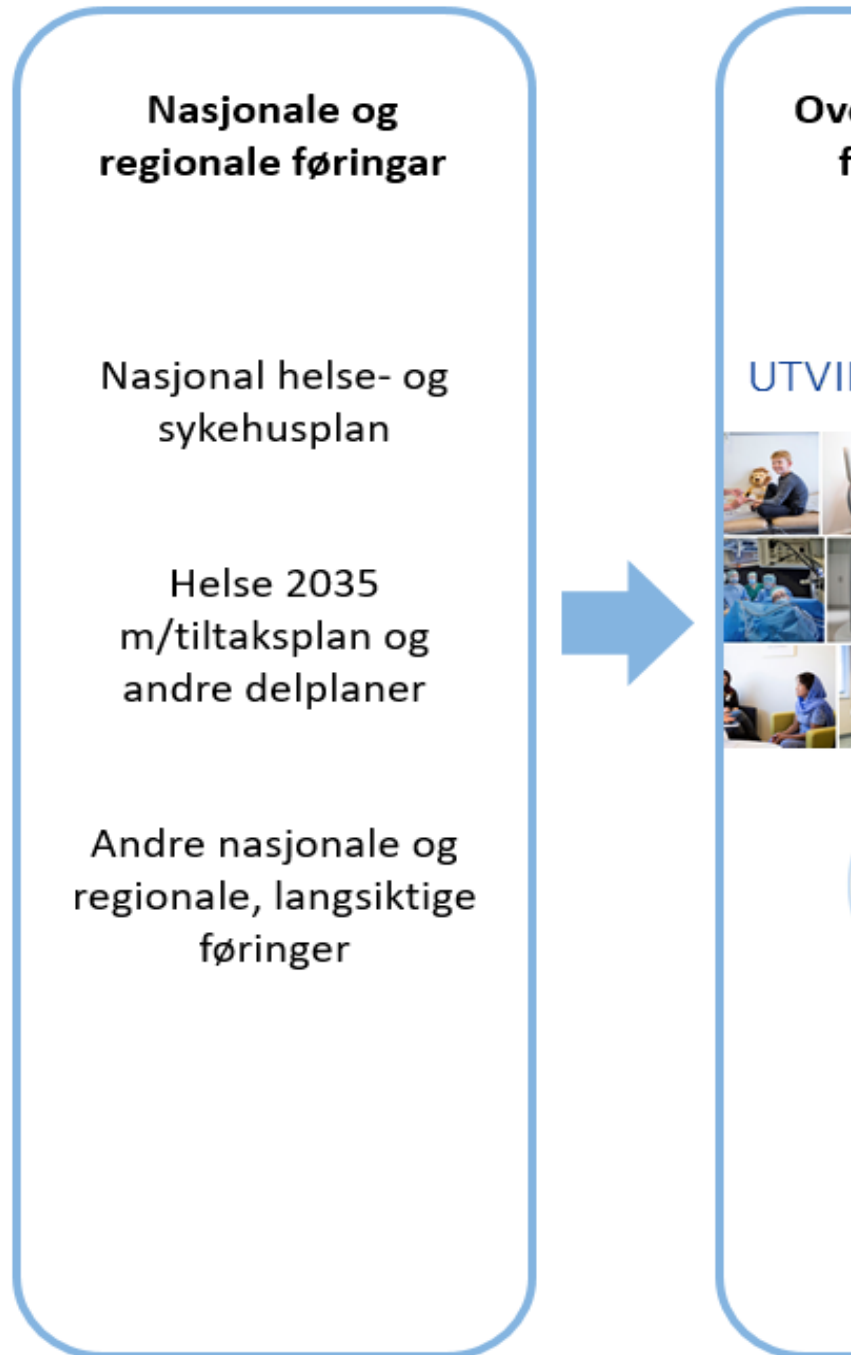 Nasjonale og
regionale føringar
Nasjonal helse- og
sykehusplan
Helse 2035
m/tiltaksplan og
andre delplaner
Andre nasjonale og
regionale, langsiktige
føringer